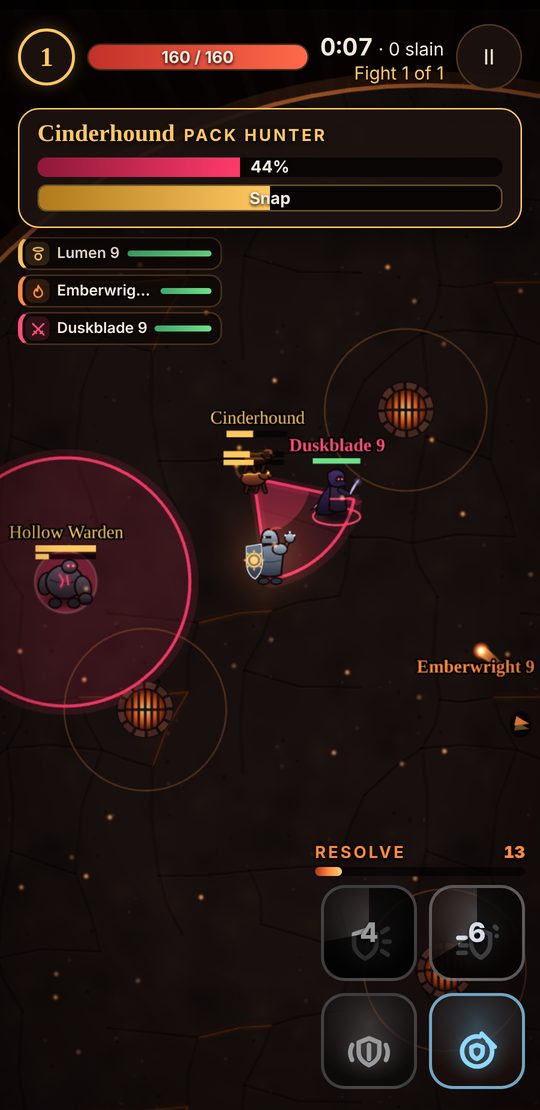 1
160 / 160
0:07 · 0 slain
Fight 1 of 1
Cinderhound PACK HUNTER
44%
Snap
Lumen 9
Emberwrig...
Duskblade 9
Cinderhound
Duskblade 9
Hollow Warden
Emberwright 9
RESOLVE 13
4
6